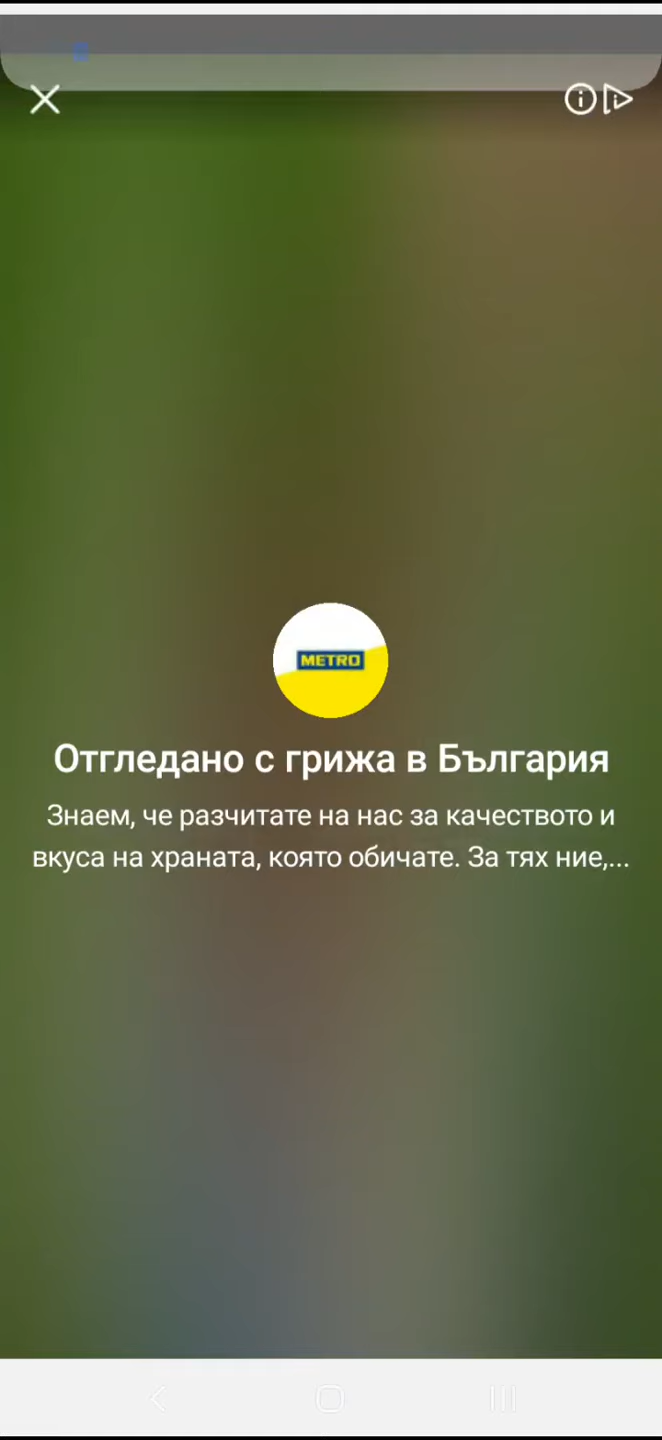 METRO
Отгледано с грижа в България
Знаем, че разчитате на нас за качеството и
вкуса на храната, която обичате. За тях ние,...